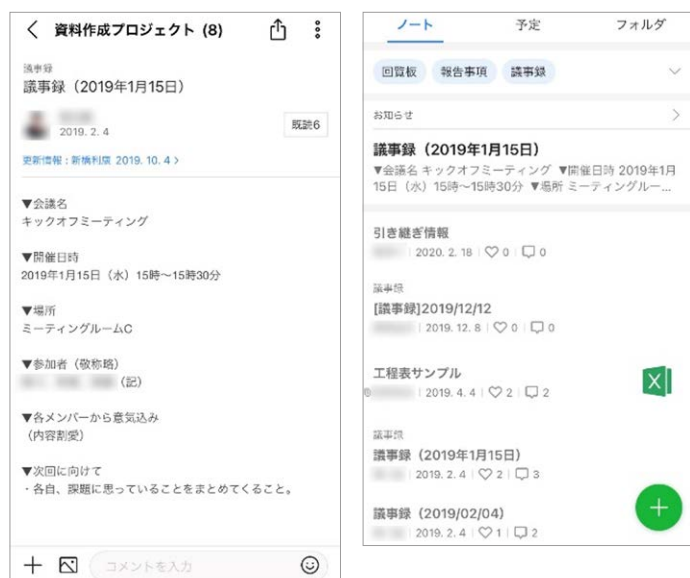 資料作成プロジェクト (8)
議事録
議事録（2019年1月15日）
2019. 2. 4
既読6
更新情報 : 新橋利席 2019. 10. 4 >
▼会議名
キックオフミーティング
▼開催日時
2019年1月15日（水）15時～15時30分
▼場所
ミーティングルームC
▼参加者（敬称略）
（記）
▼各メンバーから意気込み
（内容割愛）
▼次回に向けて
・各自、課題に思っていることをまとめてくること。
コメントを入力
ノート 予定 フォルダ
回覧板 報告事項 議事録
お知らせ
議事録（2019年1月15日）
▼会議名 キックオフミーティング ▼開催日時 2019年1月
15日（水）15時～15時30分 ▼場所 ミーティングルー...
引き継ぎ情報
2020. 2. 18 0 0
議事録
[議事録]2019/12/12
2019. 12. 8 0 0
工程表サンプル
2019. 4. 4 2 2
議事録
議事録（2019年1月15日）
2019. 2. 4 2 3
議事録（2019/02/04）
2019. 2. 4 1 2